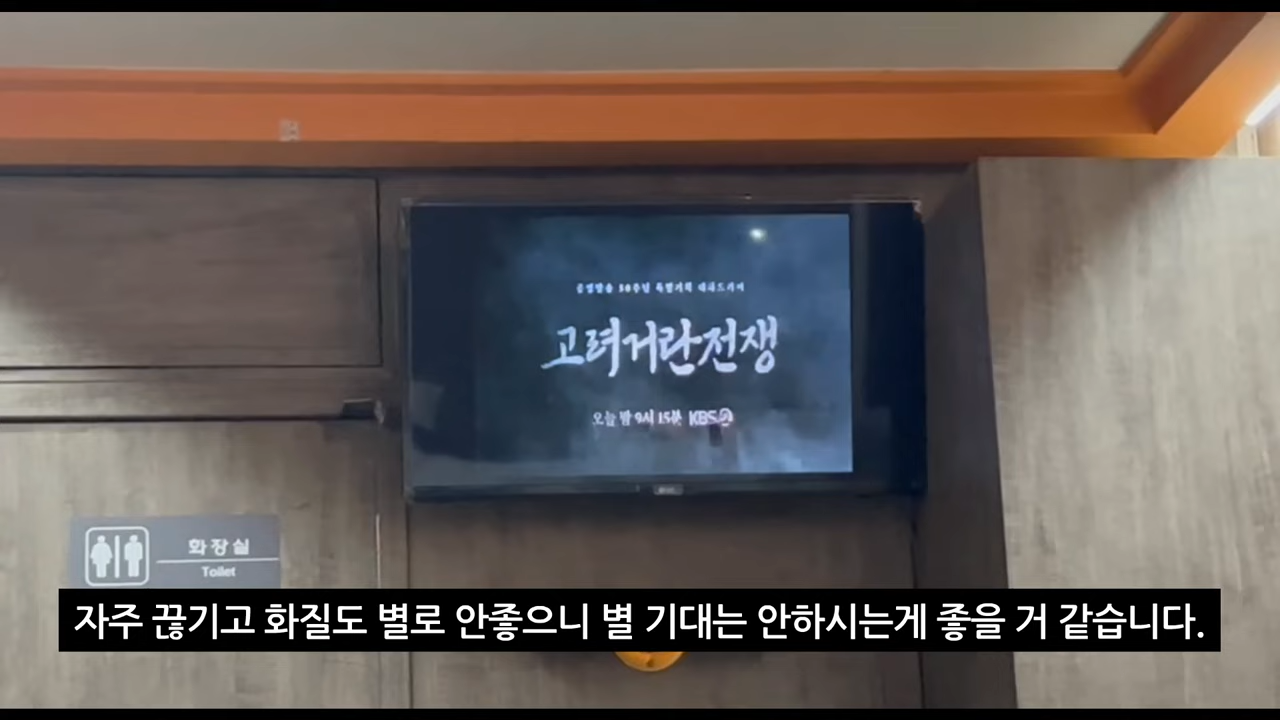 공영방송 50주년 특별기획 대하드라마
고려거란전쟁
오늘 밤 9시 15분 KBS 2
화장실
Toilet
자주 끊기고 화질도 별로 안좋으니 별 기대는 안하시는게 좋을 거 같습니다.